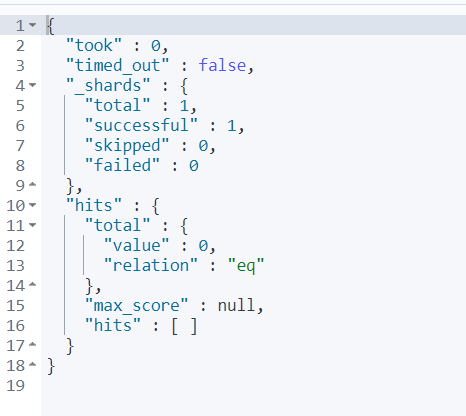 1 {
2   "took" : 0,
3   "timed_out" : false,
4   "_shards" : {
5     "total" : 1,
6     "successful" : 1,
7     "skipped" : 0,
8     "failed" : 0
9   },
10   "hits" : {
11     "total" : {
12       "value" : 0,
13       "relation" : "eq"
14     },
15     "max_score" : null,
16     "hits" : [ ]
17   }
18 }
19